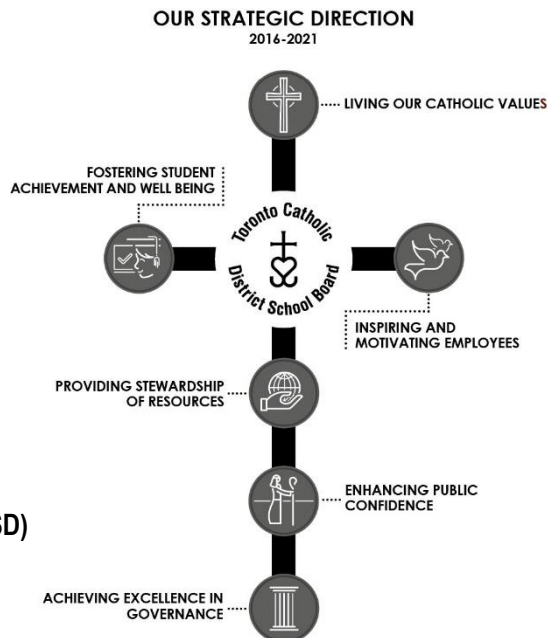 OUR STRATEGIC DIRECTION
2016-2021
LIVING OUR CATHOLIC VALUES
FOSTERING STUDENT
ACHIEVEMENT AND WELL BEING
Toronto Catholic
District School Board
INSPIRING AND
MOTIVATING EMPLOYEES
PROVIDING STEWARDSHIP
OF RESOURCES
ENHANCING PUBLIC
CONFIDENCE
SD)
ACHIEVING EXCELLENCE IN
GOVERNANCE